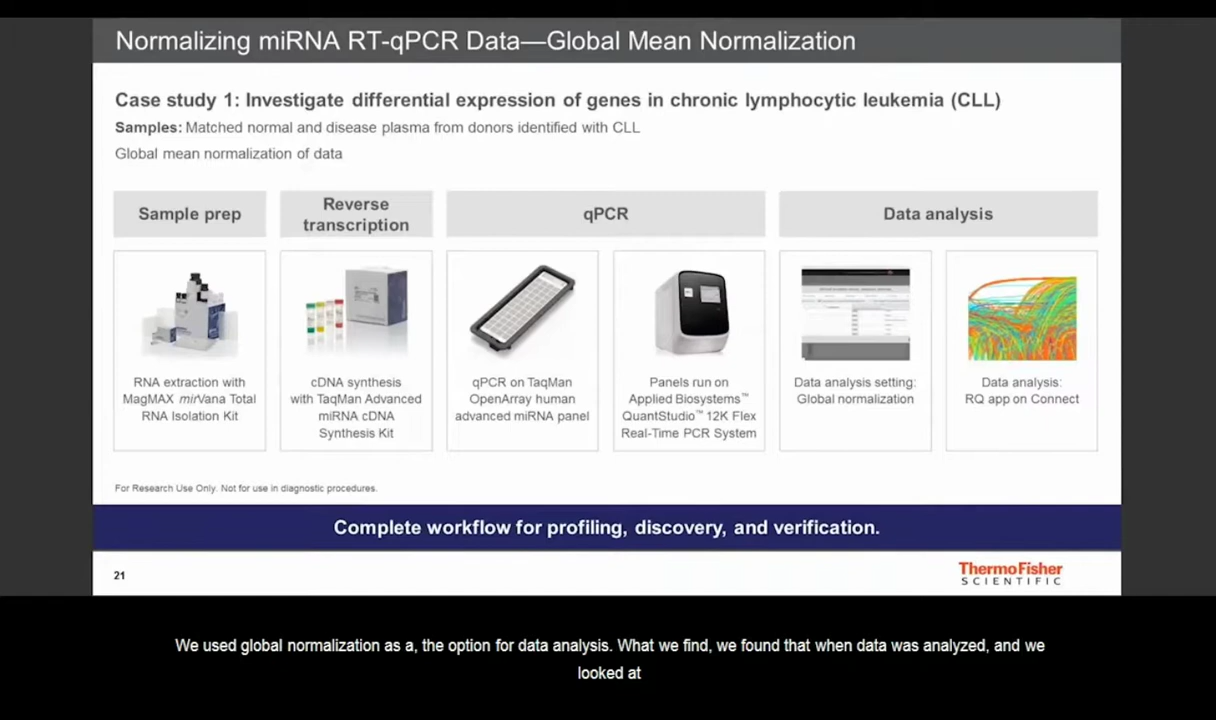 Normalizing miRNA RT-qPCR Data—Global Mean Normalization
Case study 1: Investigate differential expression of genes in chronic lymphocytic leukemia (CLL)
Samples: Matched normal and disease plasma from donors identified with CLL
Global mean normalization of data
Sample prep
Reverse
transcription
qPCR
Data analysis
RNA extraction with
MagMAX mirVana Total
RNA Isolation Kit
cDNA synthesis
with TaqMan Advanced
miRNA cDNA
Synthesis Kit
qPCR on TaqMan
OpenArray human
advanced miRNA panel
Panels run on
Applied Biosystems™
QuantStudio™ 12K Flex
Real-Time PCR System
Data analysis setting:
Global normalization
Data analysis:
RQ app on Connect
For Research Use Only. Not for use in diagnostic procedures.
Complete workflow for profiling, discovery, and verification.
21
ThermoFisher
SCIENTIFIC
We used global normalization as a, the option for data analysis. What we find, we found that when data was analyzed, and we
looked at